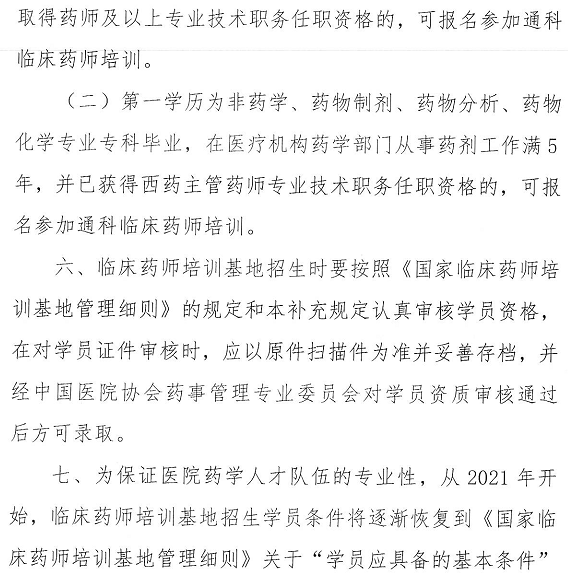 取得药师及以上专业技术职务任职资格的，可报名参加通科
临床药师培训。
（二）第一学历为非药学、药物制剂、药物分析、药物
化学专业专科毕业，在医疗机构药学部门从事药剂工作满 5
年，并已获得西药主管药师专业技术职务任职资格的，可报
名参加通科临床药师培训。
六、临床药师培训基地招生时要按照《国家临床药师培
训基地管理细则》的规定和本补充规定认真审核学员资格，
在对学员证件审核时，应以原件扫描件为准并妥善存档，并
经中国医院协会药事管理专业委员会对学员资质审核通过
后方可录取。
七、为保证医院药学人才队伍的专业性，从 2021 年开
始，临床药师培训基地招生学员条件将逐渐恢复到《国家临
床药师培训基地管理细则》关于“学员应具备的基本条件”